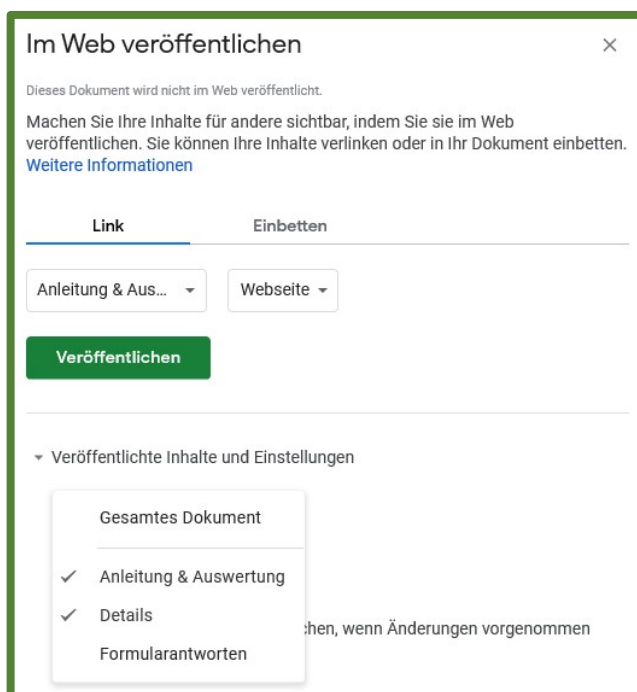 Im Web veröffentlichen
Dieses Dokument wird nicht im Web veröffentlicht.
Machen Sie Ihre Inhalte für andere sichtbar, indem Sie sie im Web
veröffentlichen. Sie können Ihre Inhalte verlinken oder in Ihr Dokument einbetten.
Weitere Informationen
Link Einbetten
Anleitung & Aus... Webseite
Veröffentlichen
Veröffentlichte Inhalte und Einstellungen
Gesamtes Dokument
Anleitung & Auswertung
Details
wenn Änderungen vorgenommen
Formularantworten